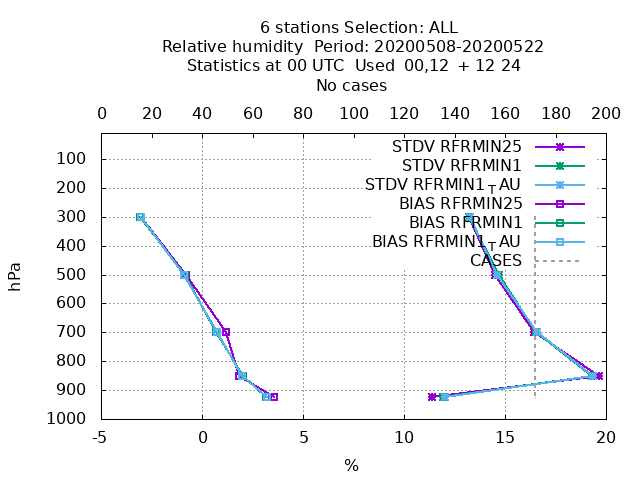 6 stations Selection: ALL
Relative humidity  Period: 20200508-20200522
Statistics at 00 UTC  Used  00,12  + 12 24
No cases
0 20 40 60 80 100 120 140 160 180 200
STDV RFRMIN25
STDV RFRMIN1
STDV RFRMIN1TAU
BIAS RFRMIN25
BIAS RFRMIN1
BIAS RFRMIN1TAU
CASES
100
200
300
400
500
600
700
800
900
1000
hPa
-5 0 5 10 15 20
%